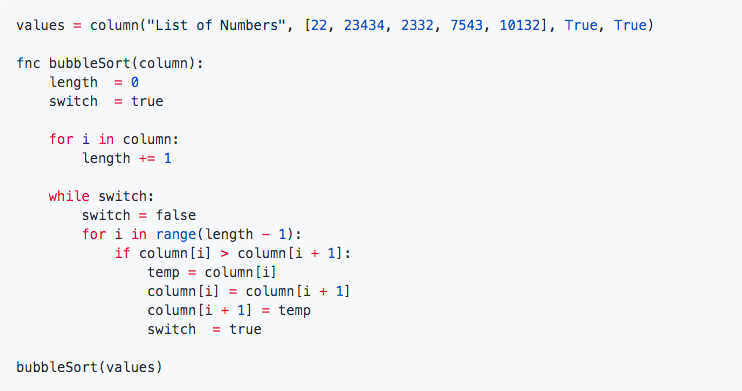 values = column("List of Numbers", [22, 23434, 2332, 7543, 10132], True, True)
fnc bubbleSort(column):
    length  = 0
    switch  = true
    for i in column:
        length += 1
    while switch:
        switch = false
        for i in range(length - 1):
            if column[i] > column[i + 1]:
                temp = column[i]
                column[i] = column[i + 1]
                column[i + 1] = temp
                switch  = true
bubbleSort(values)